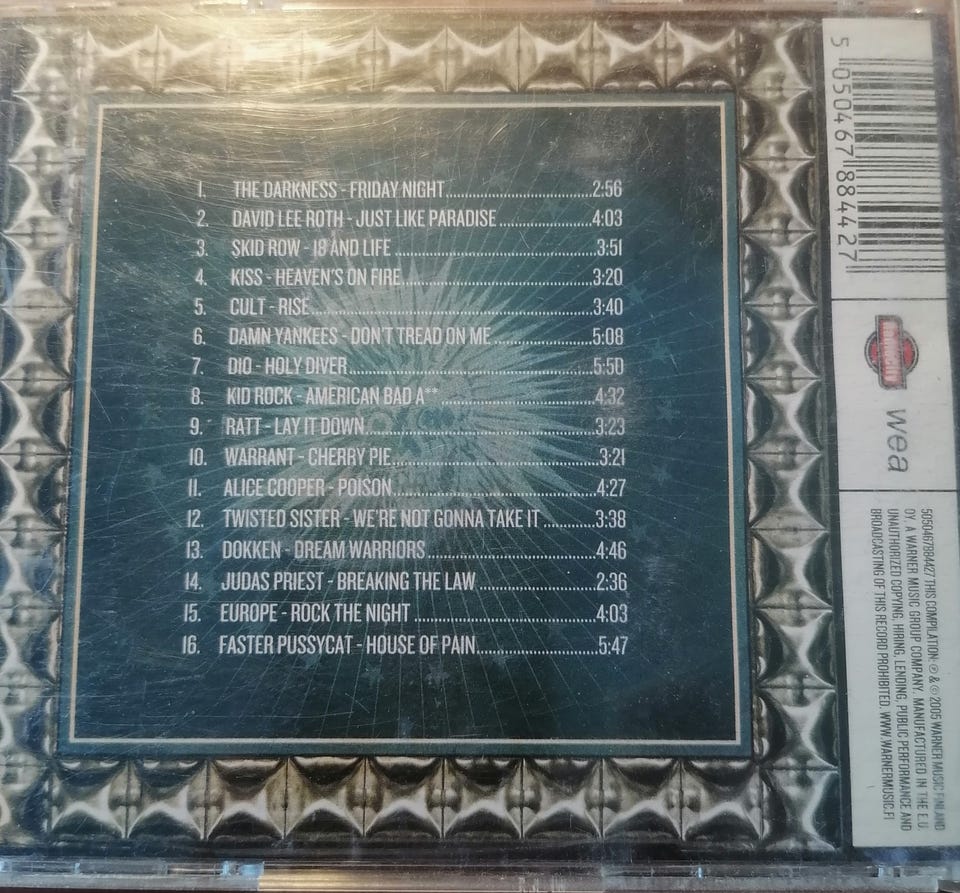 1. THE DARKNESS - FRIDAY NIGHT 2:56
2. DAVID LEE ROTH - JUST LIKE PARADISE 4:03
3. SKID ROW - 18 AND LIFE 3:51
4. KISS - HEAVEN'S ON FIRE 3:20
5. CULT - RISE 3:40
6. DAMN YANKEES - DON'T TREAD ON ME 5:08
7. DIO - HOLY DIVER 5:50
8. KID ROCK - AMERICAN BAD A** 4:32
9. RATT - LAY IT DOWN 3:23
10. WARRANT - CHERRY PIE 3:21
11. ALICE COOPER - POISON 4:27
12. TWISTED SISTER - WE'RE NOT GONNA TAKE IT 3:38
13. DOKKEN - DREAM WARRIORS 4:46
14. JUDAS PRIEST - BREAKING THE LAW 2:36
15. EUROPE - ROCK THE NIGHT 4:03
16. FASTER PUSSYCAT - HOUSE OF PAIN 5:47
5 050467 884427
wea
5050467884427 THIS COMPILATION: ℗ & © 2005 WARNER MUSIC FINLAND
OY. A WARNER MUSIC GROUP COMPANY. MANUFACTURED IN THE E.U.
UNAUTHORIZED COPYING, HIRING, LENDING, PUBLIC PERFORMANCE AND
BROADCASTING OF THIS RECORD PROHIBITED. WWW.WARNERMUSIC.FI